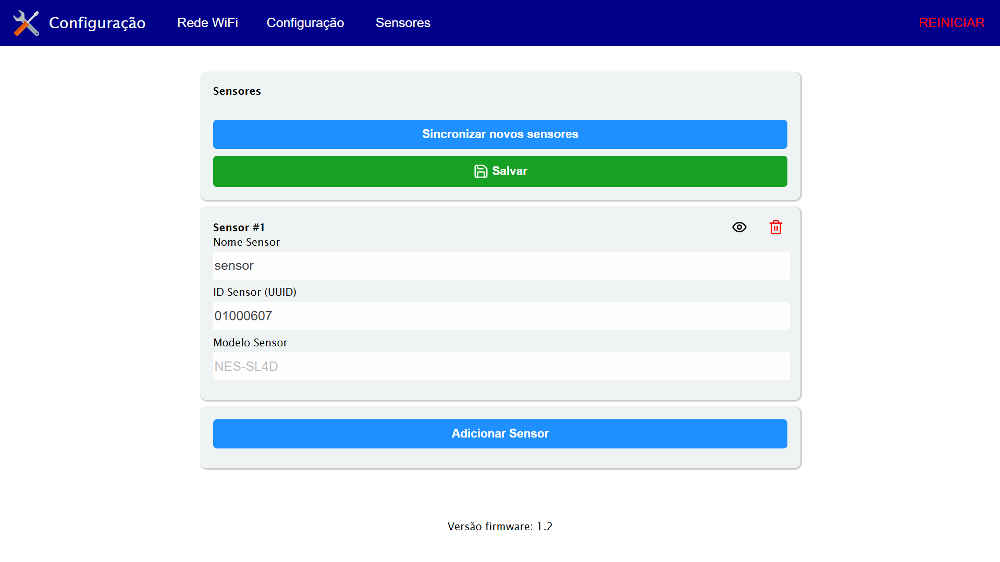 Configuração
Rede WiFi
Configuração
Sensores
REINICIAR
Sensores
Sincronizar novos sensores
Salvar
Sensor #1
Nome Sensor
sensor
ID Sensor (UUID)
01000607
Modelo Sensor
NES-SL4D
Adicionar Sensor
Versão firmware: 1.2